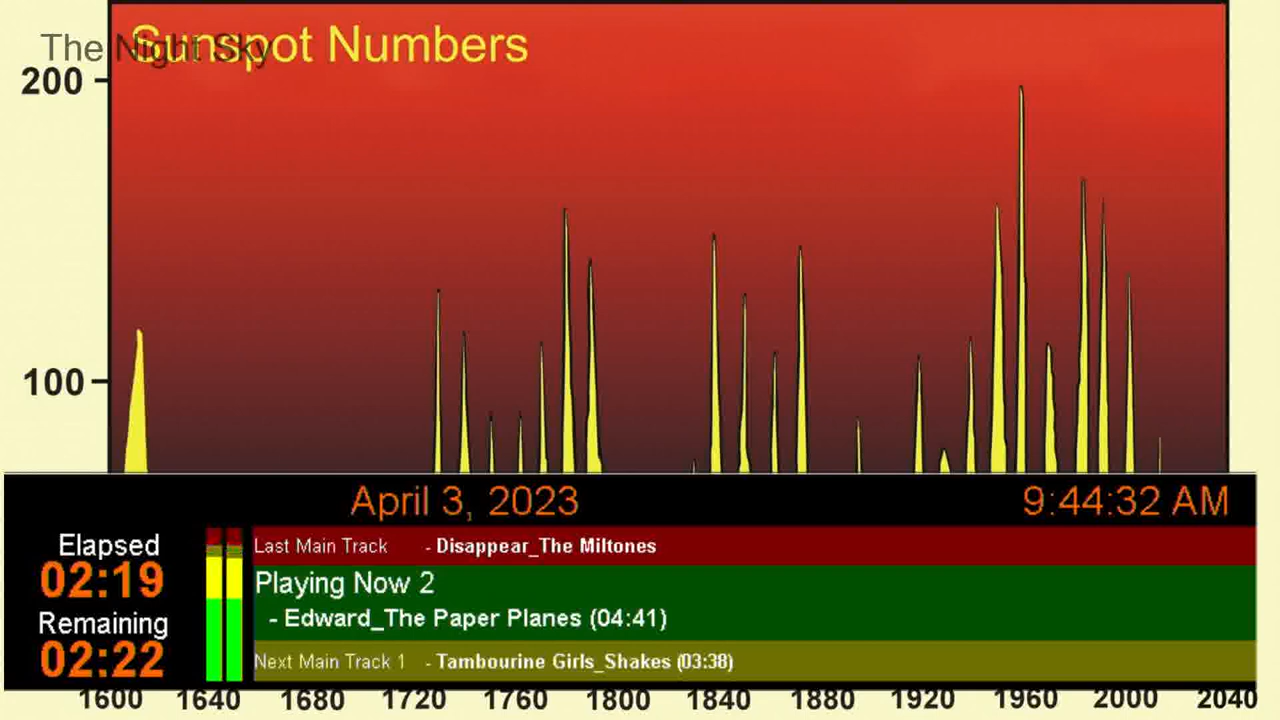 The Night Sky
Sunspot Numbers
200
100
April 3, 2023 9:44:32 AM
Elapsed
02:19
Remaining
02:22
Last Main Track - Disappear_The Miltones
Playing Now 2
- Edward_The Paper Planes (04:41)
Next Main Track 1 - Tambourine Girls_Shakes (03:38)
1600 1640 1680 1720 1760 1800 1840 1880 1920 1960 2000 2040